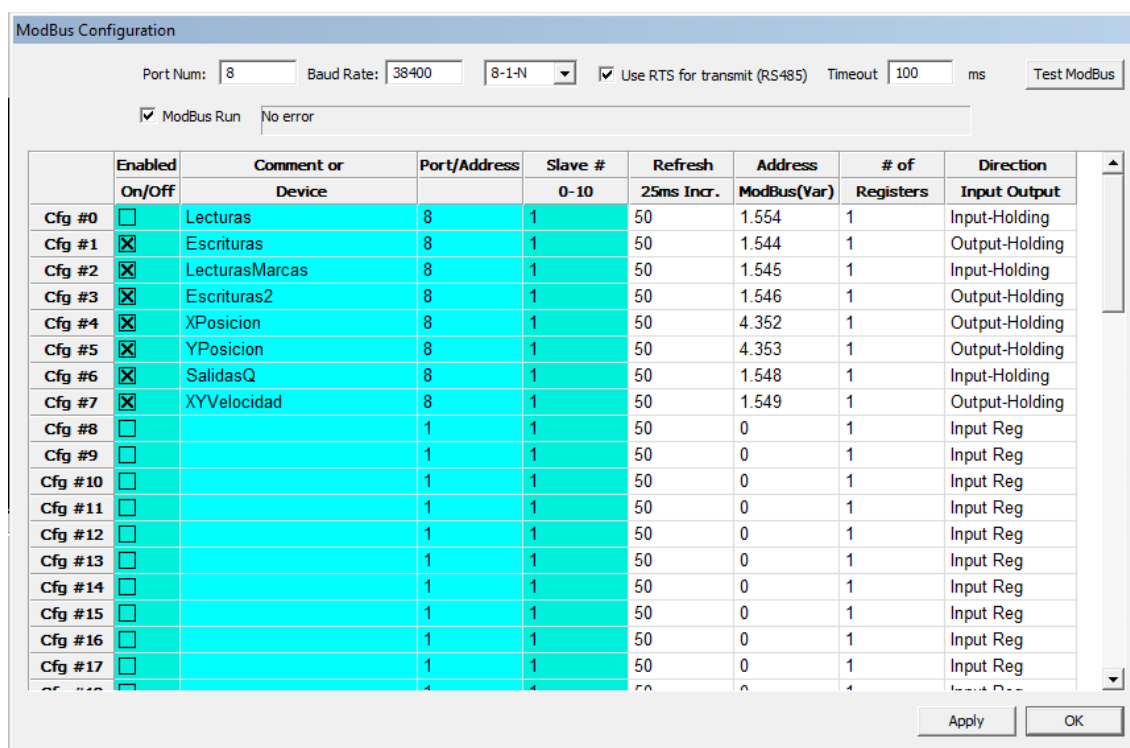 ModBus Configuration
Port Num: 8 Baud Rate: 38400 8-1-N Use RTS for transmit (RS485) Timeout 100 ms Test ModBus
ModBus Run No error
Enabled Comment or Port/Address Slave # Refresh Address # of Direction
On/Off Device 0-10 25ms Incr. ModBus(Var) Registers Input Output
Cfg #0 Lecturas 8 1 50 1.554 1 Input-Holding
Cfg #1 Escrituras 8 1 50 1.544 1 Output-Holding
Cfg #2 LecturasMarcas 8 1 50 1.545 1 Input-Holding
Cfg #3 Escrituras2 8 1 50 1.546 1 Output-Holding
Cfg #4 XPosicion 8 1 50 4.352 1 Output-Holding
Cfg #5 YPosicion 8 1 50 4.353 1 Output-Holding
Cfg #6 SalidasQ 8 1 50 1.548 1 Input-Holding
Cfg #7 XYVelocidad 8 1 50 1.549 1 Output-Holding
Cfg #8 1 1 50 0 1 Input Reg
Cfg #9 1 1 50 0 1 Input Reg
Cfg #10 1 1 50 0 1 Input Reg
Cfg #11 1 1 50 0 1 Input Reg
Cfg #12 1 1 50 0 1 Input Reg
Cfg #13 1 1 50 0 1 Input Reg
Cfg #14 1 1 50 0 1 Input Reg
Cfg #15 1 1 50 0 1 Input Reg
Cfg #16 1 1 50 0 1 Input Reg
Cfg #17 1 1 50 0 1 Input Reg
Apply OK